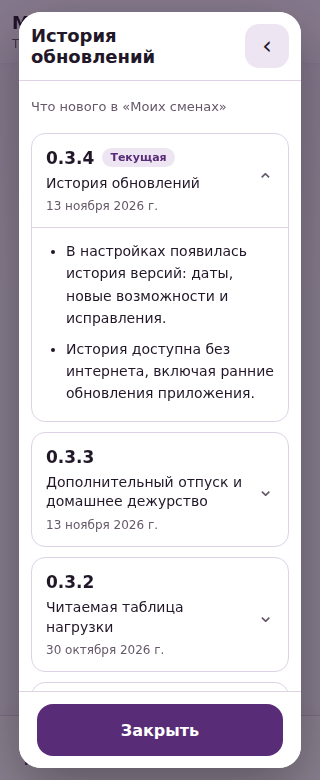 История
обновлений
Что нового в «Моих сменах»
0.3.4 Текущая
История обновлений
13 ноября 2026 г.
• В настройках появилась
история версий: даты,
новые возможности и
исправления.
• История доступна без
интернета, включая ранние
обновления приложения.
0.3.3
Дополнительный отпуск и
домашнее дежурство
13 ноября 2026 г.
0.3.2
Читаемая таблица
нагрузки
30 октября 2026 г.
Закрыть